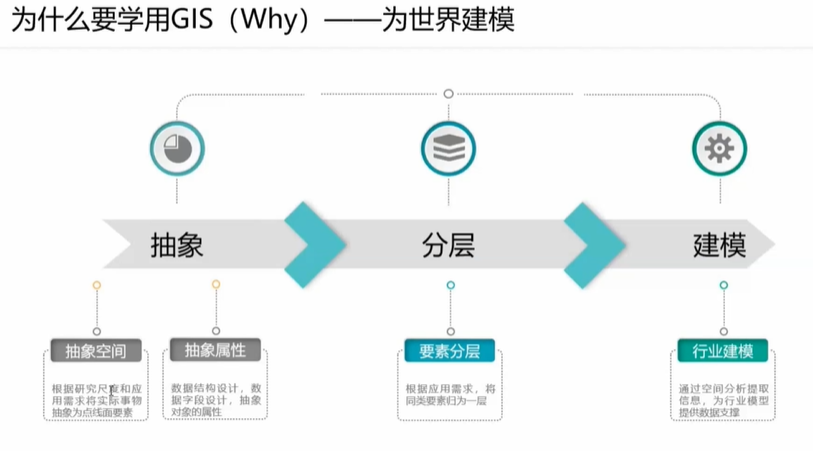 为什么要学用GIS（Why）——为世界建模
抽象
分层
建模
抽象空间
根据研究尺度和应
用需求将实际事物
抽象为点线面要素
抽象属性
数据结构设计，数
据字段设计，抽象
对象的属性
要素分层
根据应用需求，将
同类要素归为一层
行业建模
通过空间分析提取
信息，为行业模型
提供数据支撑